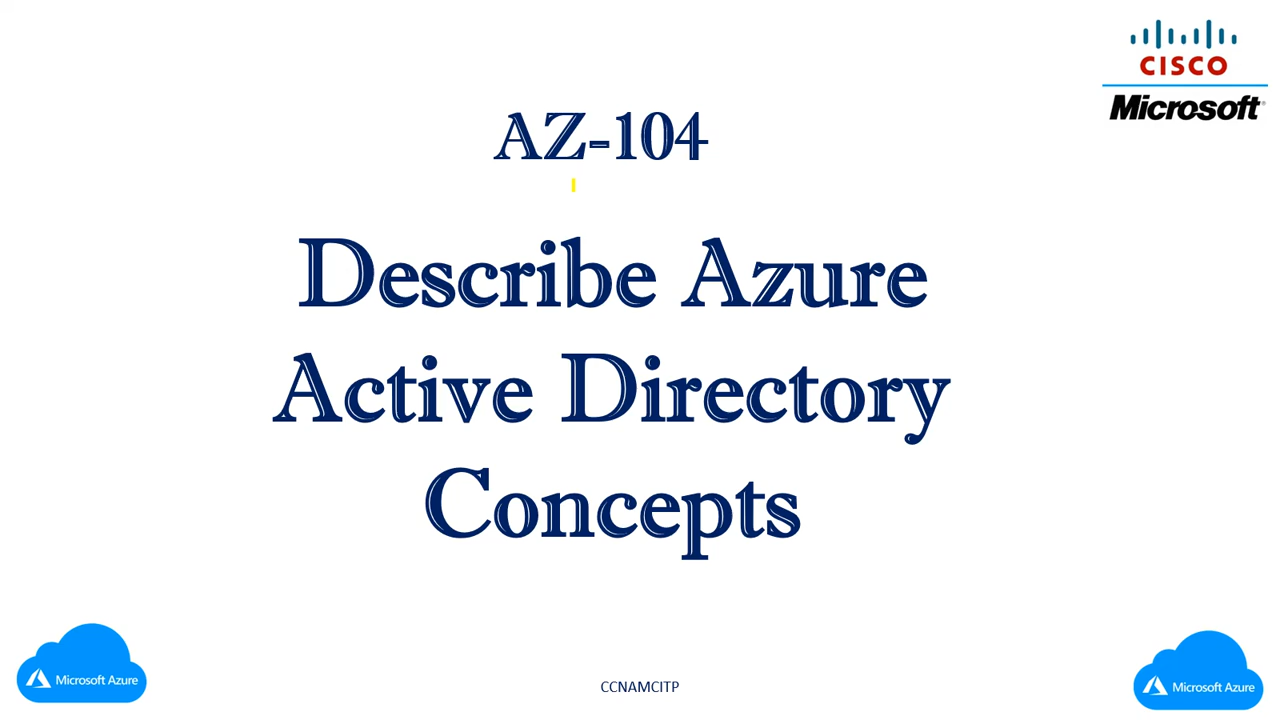 CISCO
Microsoft
AZ-104
Describe Azure
Active Directory
Concepts
Microsoft Azure
CCNAMCITP
Microsoft Azure